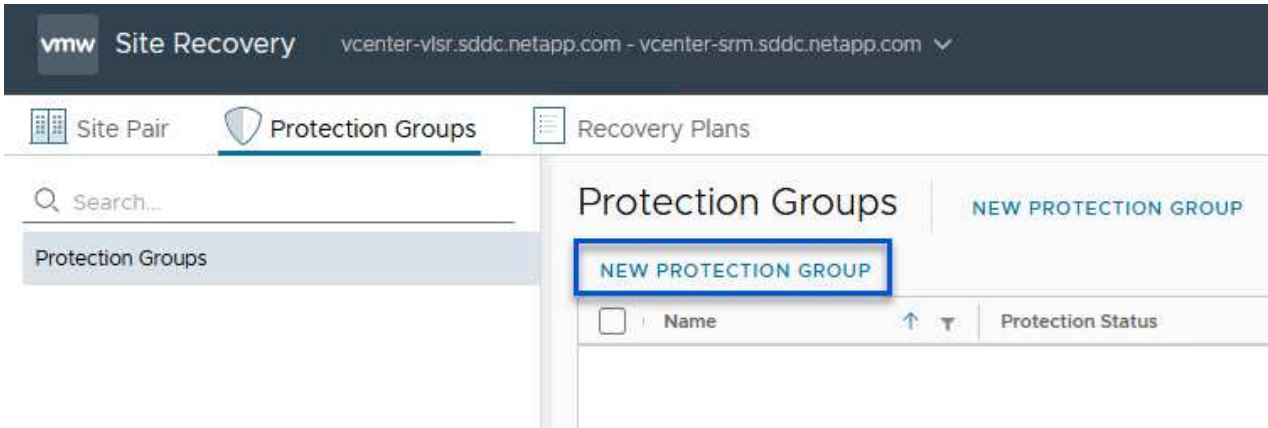 vmw Site Recovery vcenter-vlsr.sddc.netapp.com - vcenter-srm.sddc.netapp.com
Site Pair Protection Groups Recovery Plans
Search...
Protection Groups
Protection Groups NEW PROTECTION GROUP
NEW PROTECTION GROUP
Name Protection Status